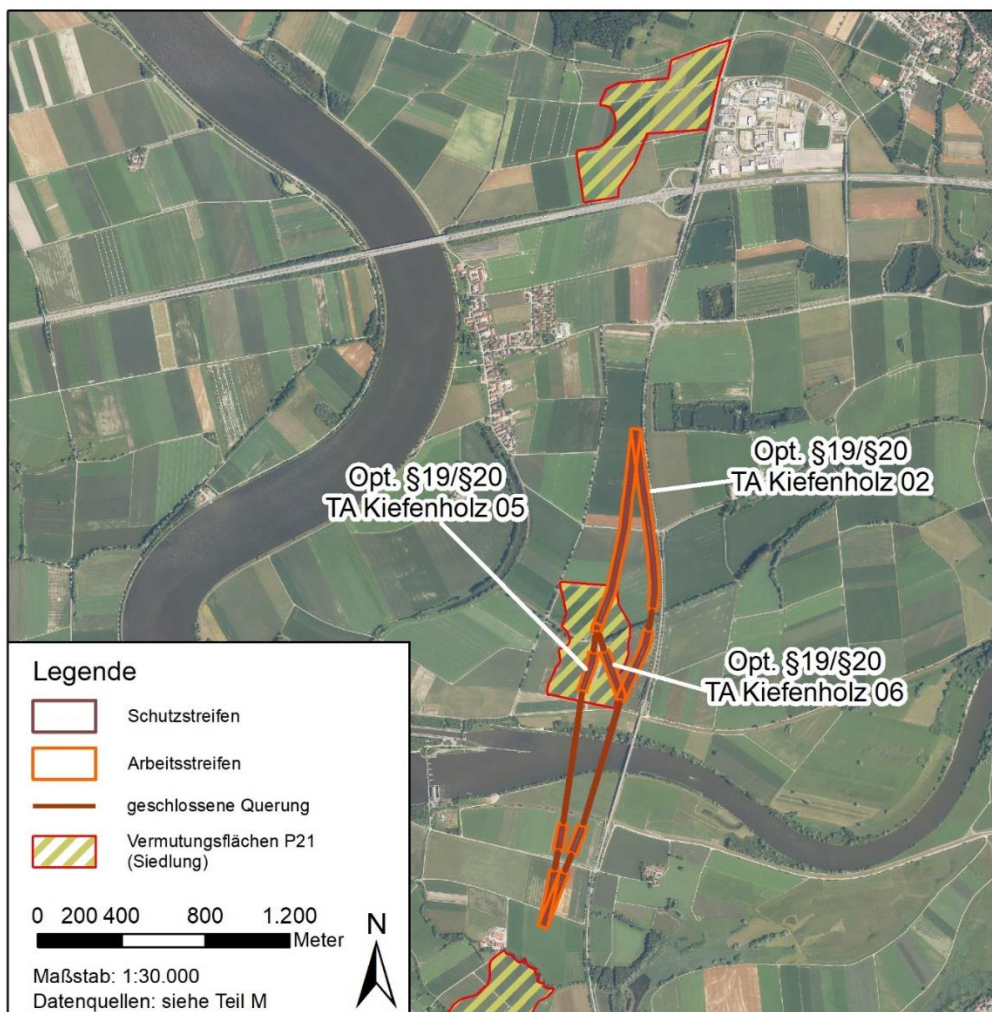 Opt. §19/§20
TA Kiefenholz 02
Opt. §19/§20
TA Kiefenholz 05
Opt. §19/§20
TA Kiefenholz 06
Legende
Schutzstreifen
Arbeitsstreifen
geschlossene Querung
Vermutungsflächen P21
(Siedlung)
0 200 400 800 1.200
Meter
N
Maßstab: 1:30.000
Datenquellen: siehe Teil M